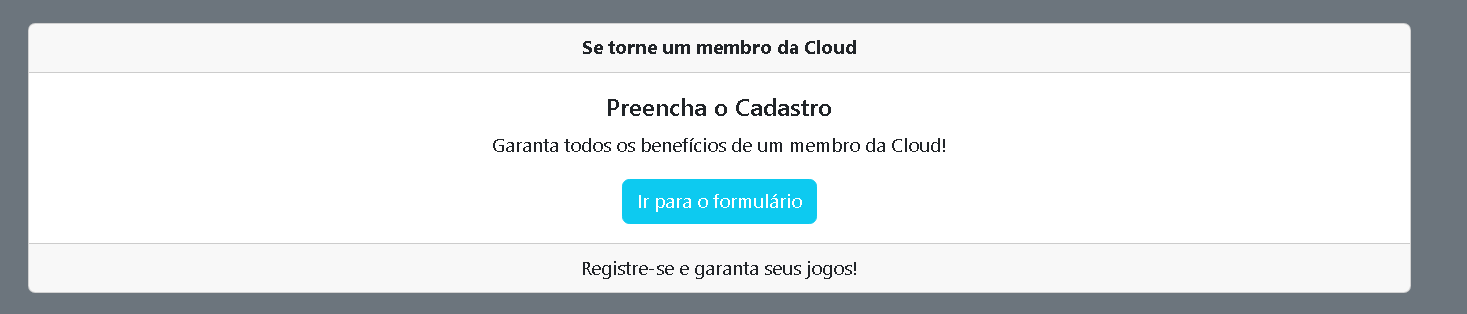 Se torne um membro da Cloud
Preencha o Cadastro
Garanta todos os benefícios de um membro da Cloud!
Ir para o formulário
Registre-se e garanta seus jogos!